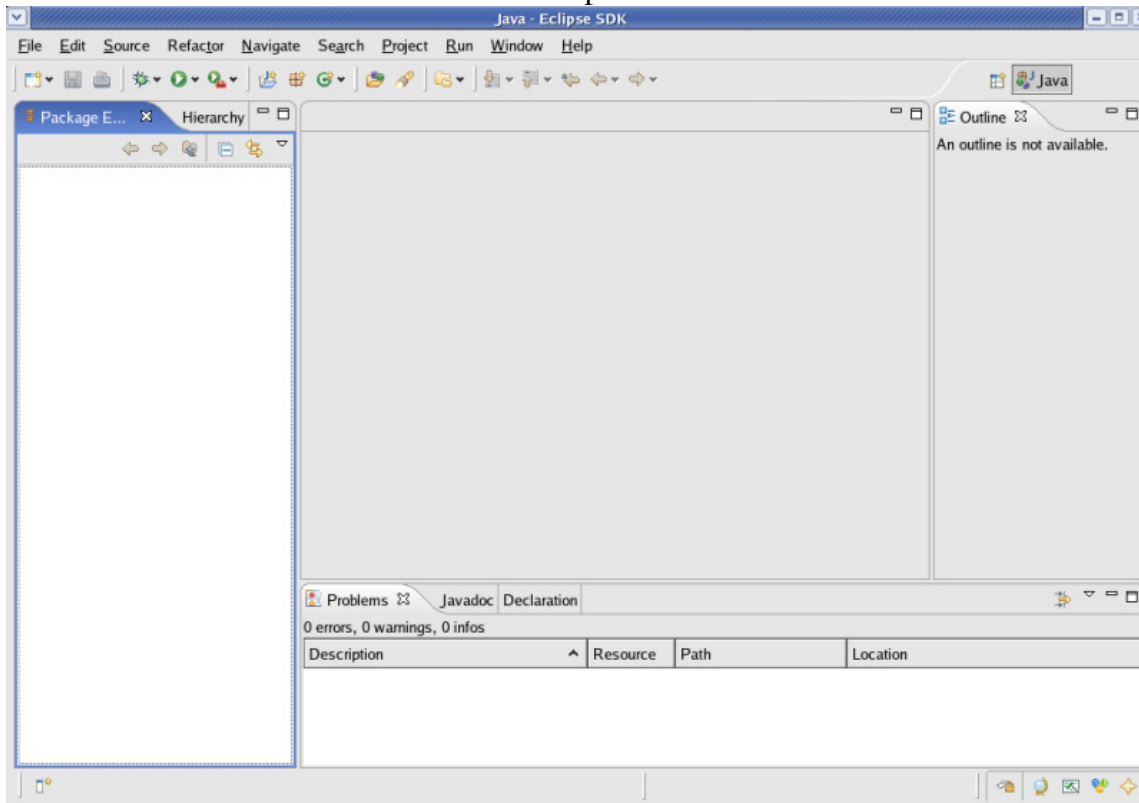 Java - Eclipse SDK
File Edit Source Refactor Navigate Search Project Run Window Help
Java
Package E... Hierarchy
Outline
An outline is not available.
Problems Javadoc Declaration
0 errors, 0 warnings, 0 infos
Description Resource Path Location